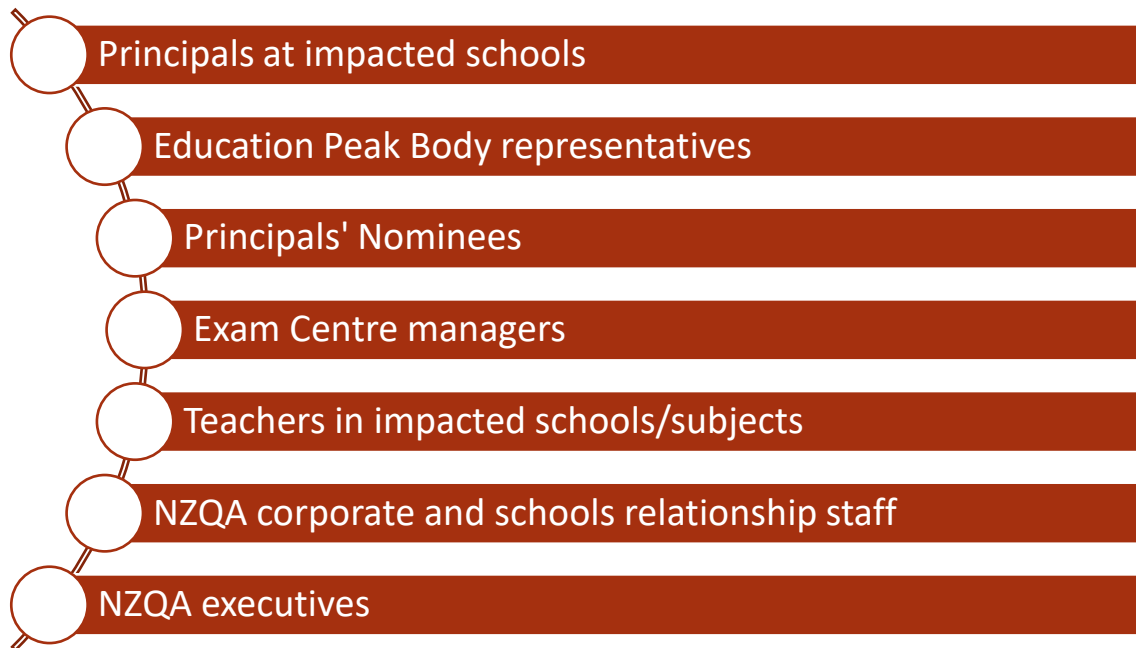 Principals at impacted schools
Education Peak Body representatives
Principals' Nominees
Exam Centre managers
Teachers in impacted schools/subjects
NZQA corporate and schools relationship staff
NZQA executives